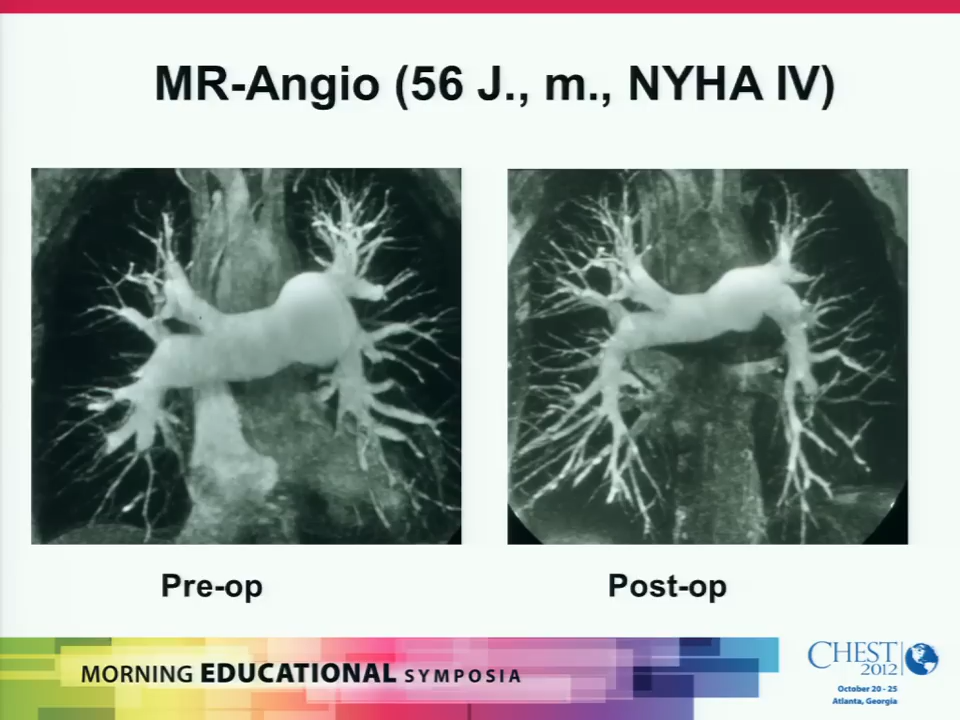 MR-Angio (56 J., m., NYHA IV)
Pre-op
Post-op
MORNING EDUCATIONAL SYMPOSIA
CHEST
2012
October 20 - 25
Atlanta, Georgia